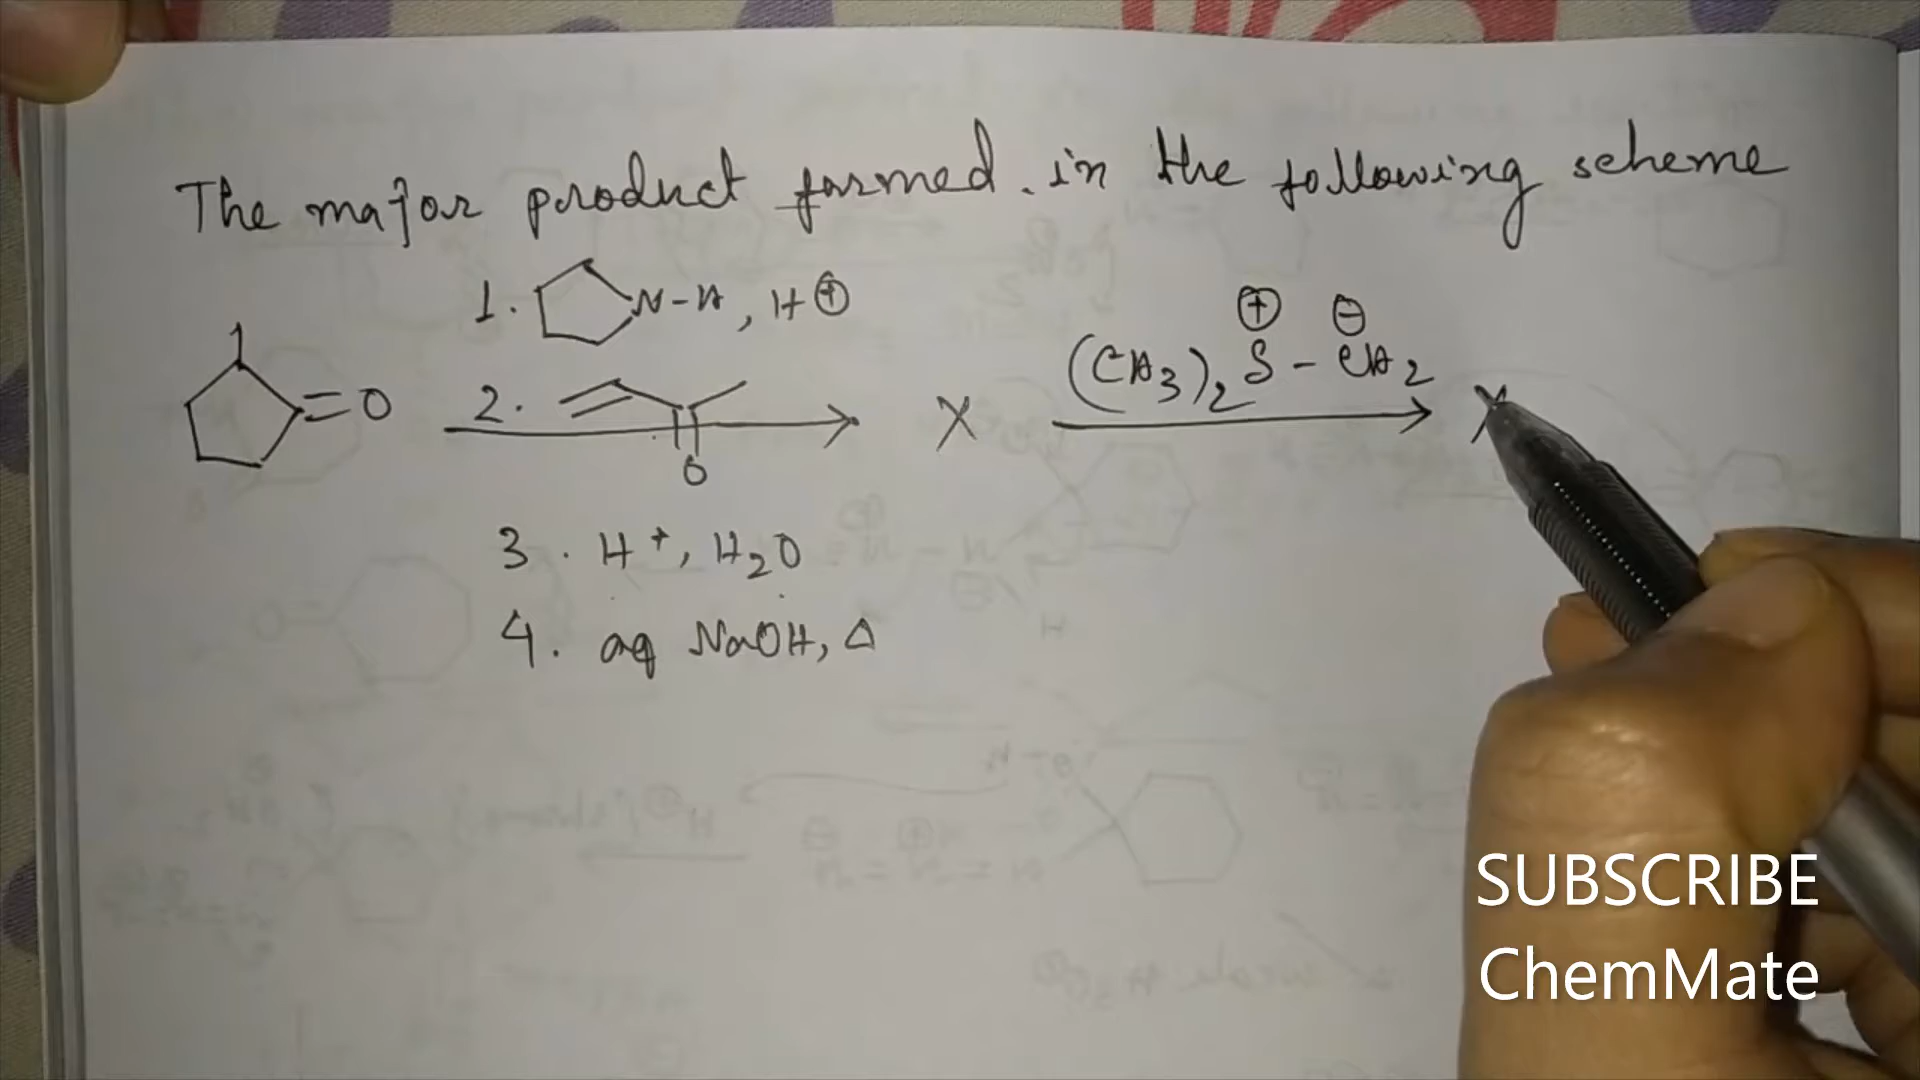 The major product formed. in the following scheme
1. N-H, H⊕
=O
2.
O
X
(CH3)2 S⊕ - CH2⊖
3. H+, H2O
4. aq NaOH, Δ
SUBSCRIBE
ChemMate